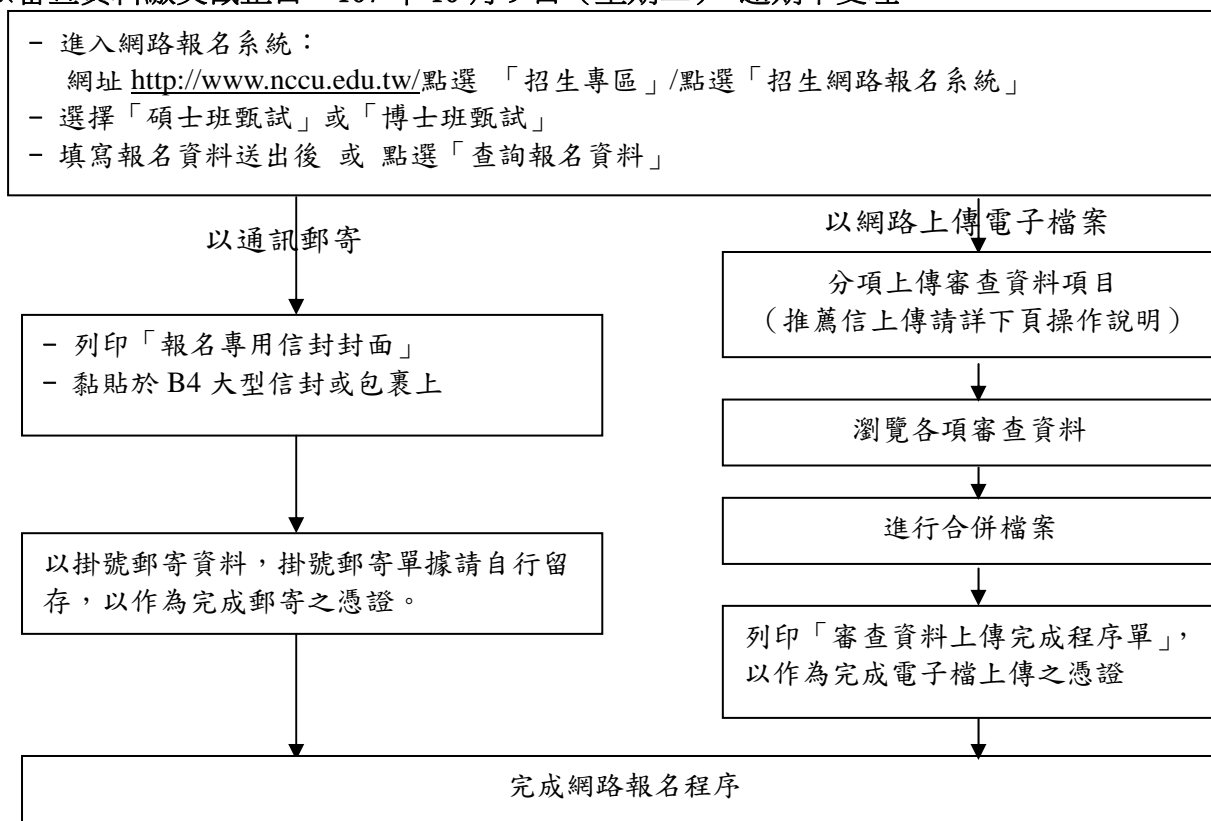 審查資料繳交截止日 107 年 10 月 9 日（星期二） 逾期不受理
- 進入網路報名系統：
網址 http://www.nccu.edu.tw/點選 「招生專區」/點選「招生網路報名系統」
- 選擇「碩士班甄試」或「博士班甄試」
- 填寫報名資料送出後 或 點選「查詢報名資料」
以通訊郵寄
- 列印「報名專用信封封面」
- 黏貼於 B4 大型信封或包裹上
以掛號郵寄資料，掛號郵寄單據請自行留
存，以作為完成郵寄之憑證。
以網路上傳電子檔案
分項上傳審查資料項目
（推薦信上傳請詳下頁操作說明）
瀏覽各項審查資料
進行合併檔案
列印「審查資料上傳完成程序單」，
以作為完成電子檔上傳之憑證
完成網路報名程序